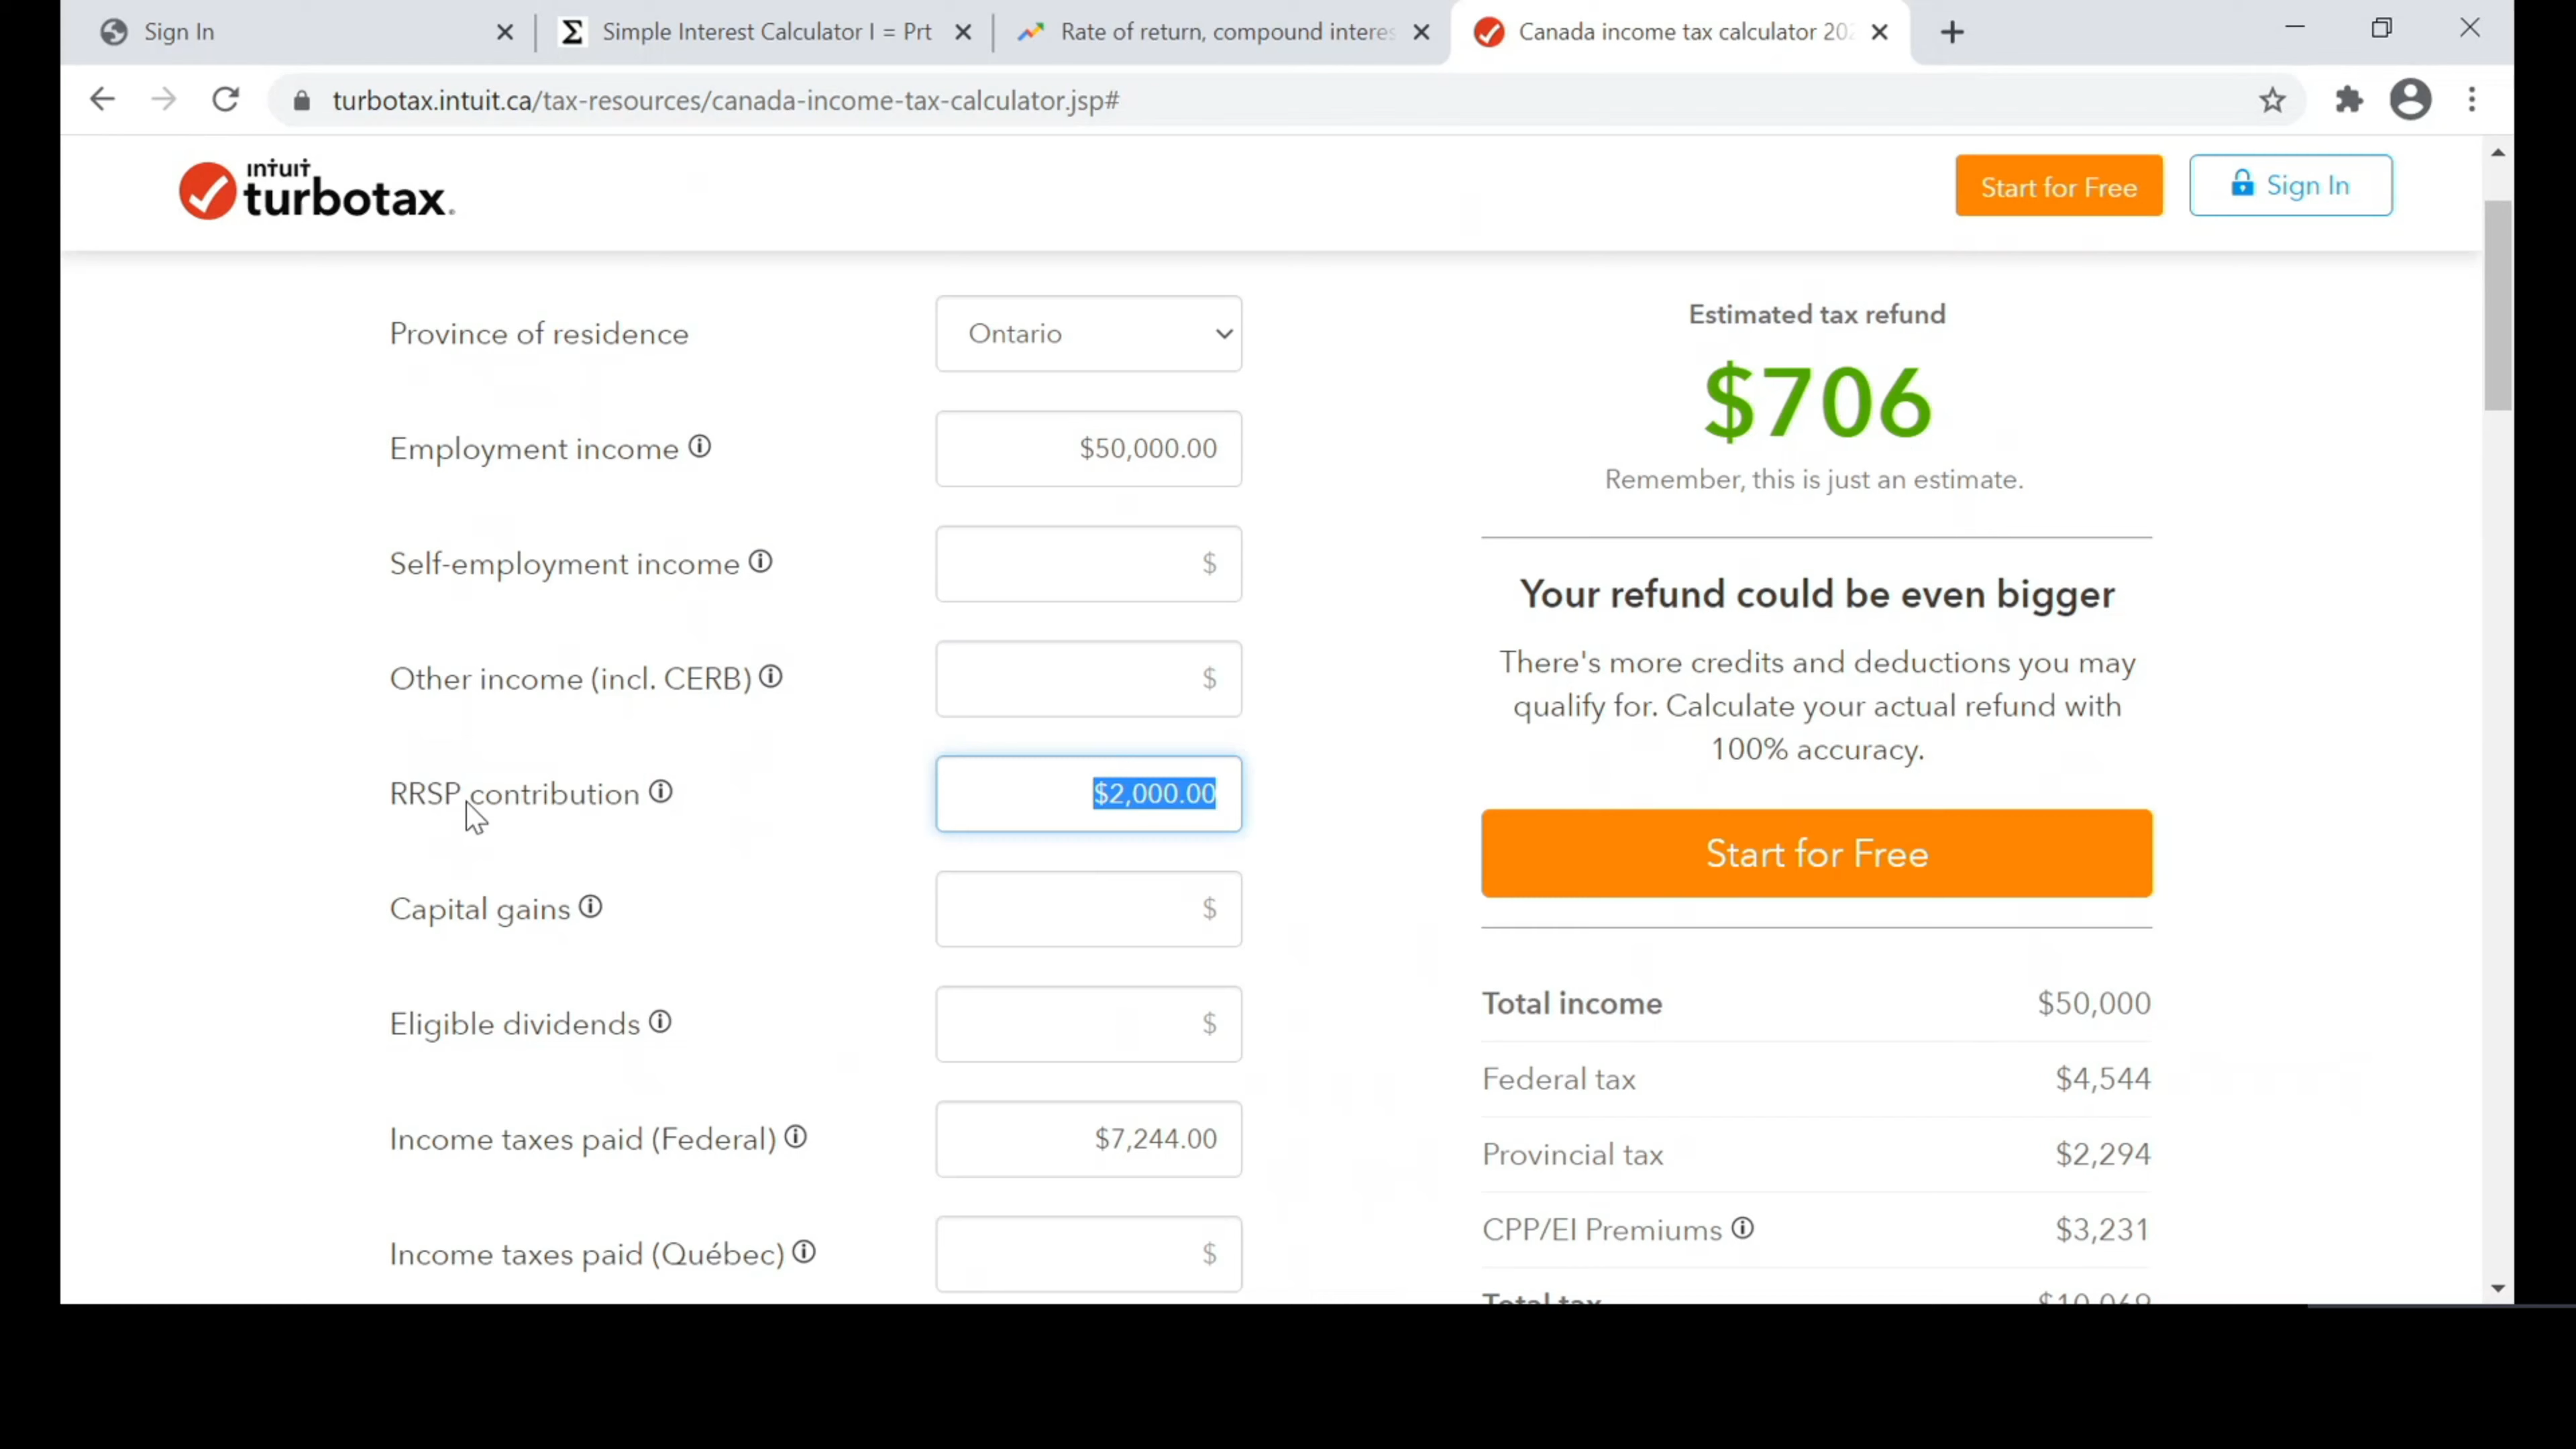 Sign In
Simple Interest Calculator I = Prt
Rate of return, compound interes
Canada income tax calculator 202
turbotax.intuit.ca/tax-resources/canada-income-tax-calculator.jsp#
intuit
turbotax.
Start for Free
Sign In
Province of residence
Ontario
Employment income
$50,000.00
Self-employment income
$
Other income (incl. CERB)
$
RRSP contribution
$2,000.00
Capital gains
$
Eligible dividends
$
Income taxes paid (Federal)
$7,244.00
Income taxes paid (Québec)
$
Estimated tax refund
$706
Remember, this is just an estimate.
Your refund could be even bigger
There's more credits and deductions you may
qualify for. Calculate your actual refund with
100% accuracy.
Start for Free
Total income $50,000
Federal tax $4,544
Provincial tax $2,294
CPP/EI Premiums $3,231
Total tax $10,069